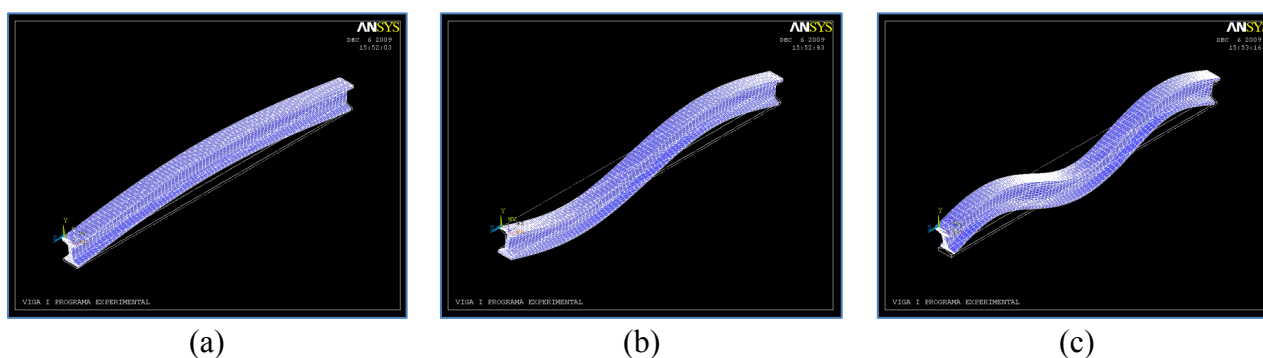 ANSYS
DEC 6 2009
15:52:03
Y
VIGA I PROGRAMA EXPERIMENTAL
(a)
ANSYS
DEC 6 2009
15:52:43
Y
VIGA I PROGRAMA EXPERIMENTAL
(b)
ANSYS
DEC 6 2009
15:53:16
Y
VIGA I PROGRAMA EXPERIMENTAL
(c)